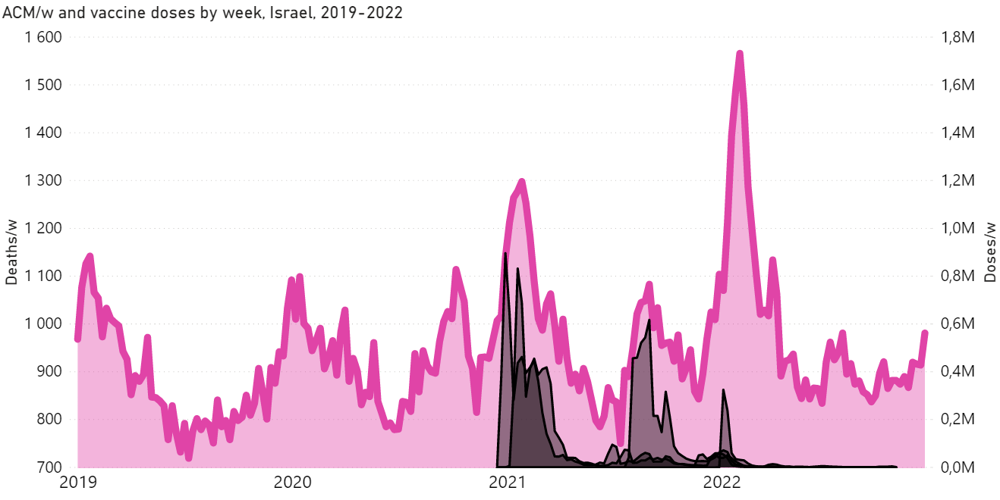 ACM/w and vaccine doses by week, Israel, 2019-2022
1 600
1 500
1 400
1 300
1 200
1 100
1 000
900
800
700
Deaths/w
1,8M
1,6M
1,4M
1,2M
1,0M
0,8M
0,6M
0,4M
0,2M
0,0M
Doses/w
2019
2020
2021
2022